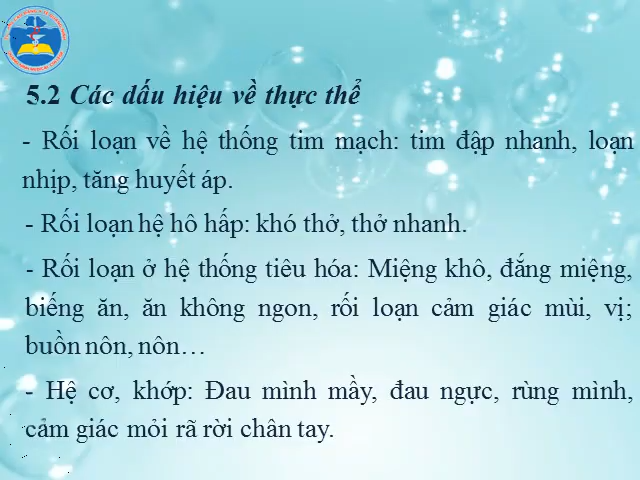 5.2 Các dấu hiệu về thực thể
- Rối loạn về hệ thống tim mạch: tim đập nhanh, loạn
nhịp, tăng huyết áp.
- Rối loạn hệ hô hấp: khó thở, thở nhanh.
- Rối loạn ở hệ thống tiêu hóa: Miệng khô, đắng miệng,
biếng ăn, ăn không ngon, rối loạn cảm giác mùi, vị;
buồn nôn, nôn…
- Hệ cơ, khớp: Đau mình mầy, đau ngực, rùng mình,
cảm giác mỏi rã rời chân tay.